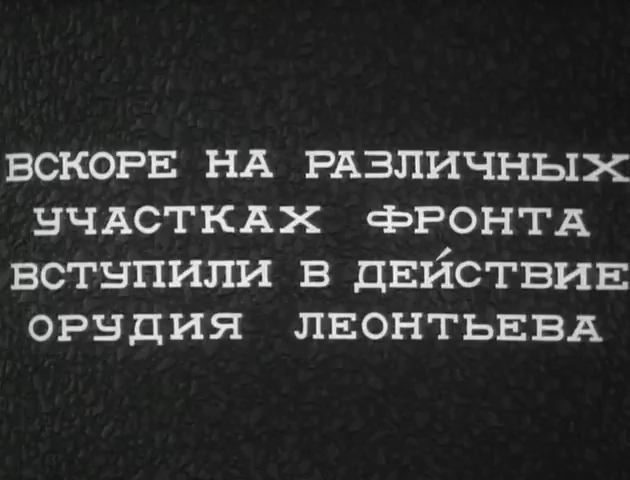 ВСКОРЕ НА РАЗЛИЧНЫХ
УЧАСТКАХ ФРОНТА
ВСТУПИЛИ В ДЕЙСТВИЕ
ОРУДИЯ ЛЕОНТЬЕВА